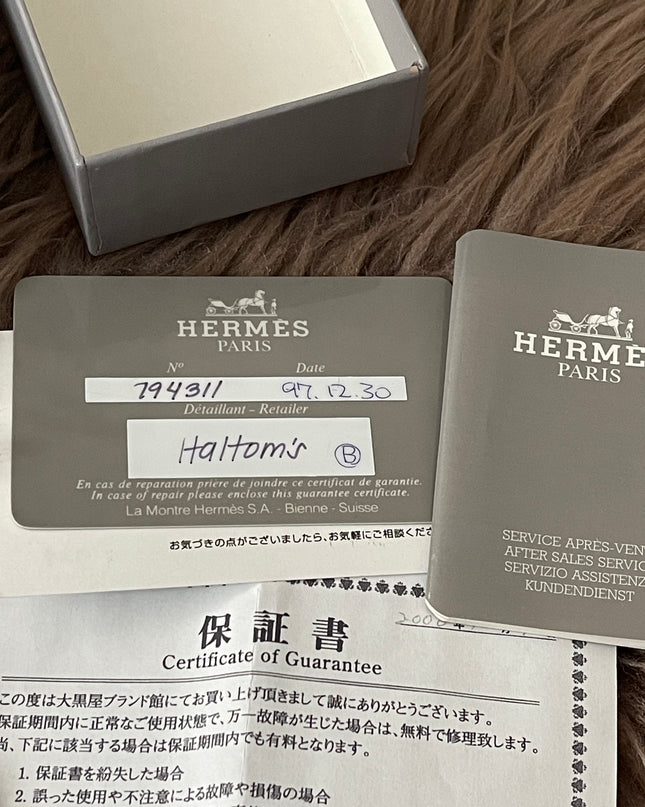 HERMÈS
PARIS
Nº Date
794311 97.12.30
Détaillant - Retailer
Haltom's B
En cas de reparation prière de joindre ce certificat de garantie.
In case of repair please enclose this guarantee certificate.
La Montre Hermès S.A. - Bienne - Suisse
HERMÈ
PARIS
SERVICE APRÈS-VEN
AFTER SALES SERVIC
SERVIZIO ASSISTENZ
KUNDENDIENST
お気づきの点がございましたら、お気軽にご相談くださ
保証書
Certificate of Guarantee
この度は大黒屋ブランド館にてお買い上げ頂きまして誠にありがとうございます。
保証期間内に正常なご使用状態で、万一故障が生じた場合は、無料で修理致します。
尚、下記に該当する場合は保証期間内でも有料となります。
1. 保証書を紛失した場合
2. 誤った使用や不注意による故障や損傷の場合